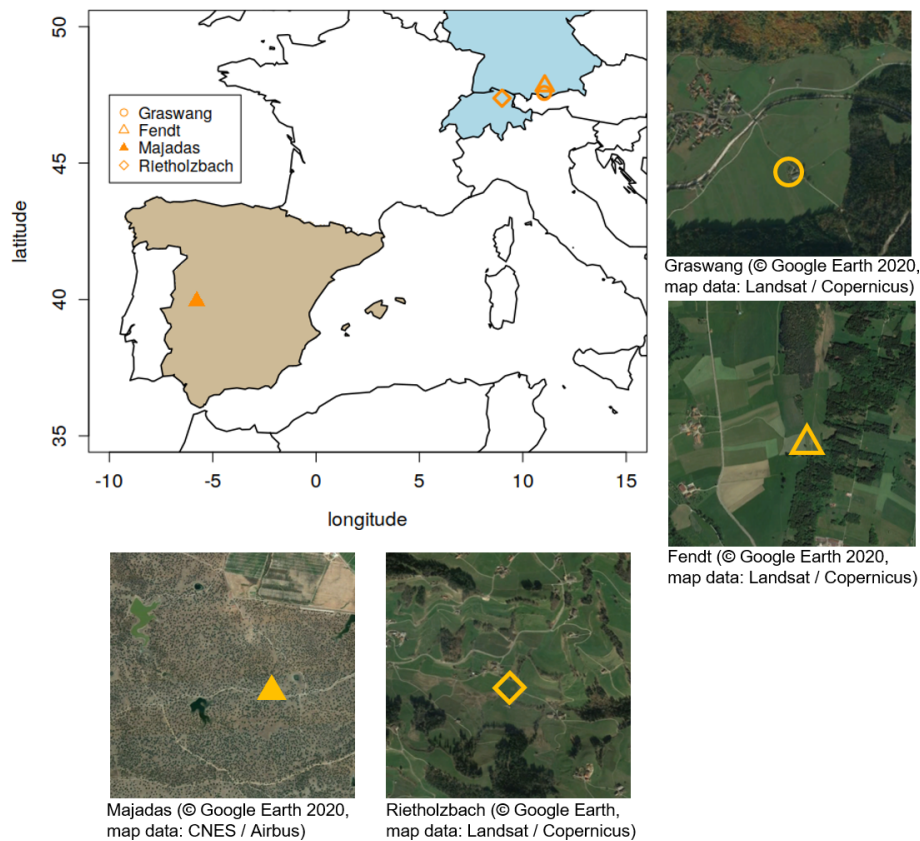 50
45
40
35
latitude
Graswang
Fendt
Majadas
RIetholzbach
-10
-5
0
5
10
15
longitude
Graswang (© Google Earth 2020,
map data: Landsat / Copernicus)
Fendt (© Google Earth 2020,
map data: Landsat / Copernicus)
Majadas (© Google Earth 2020,
map data: CNES / Airbus)
Rietholzbach (© Google Earth,
map data: Landsat / Copernicus)